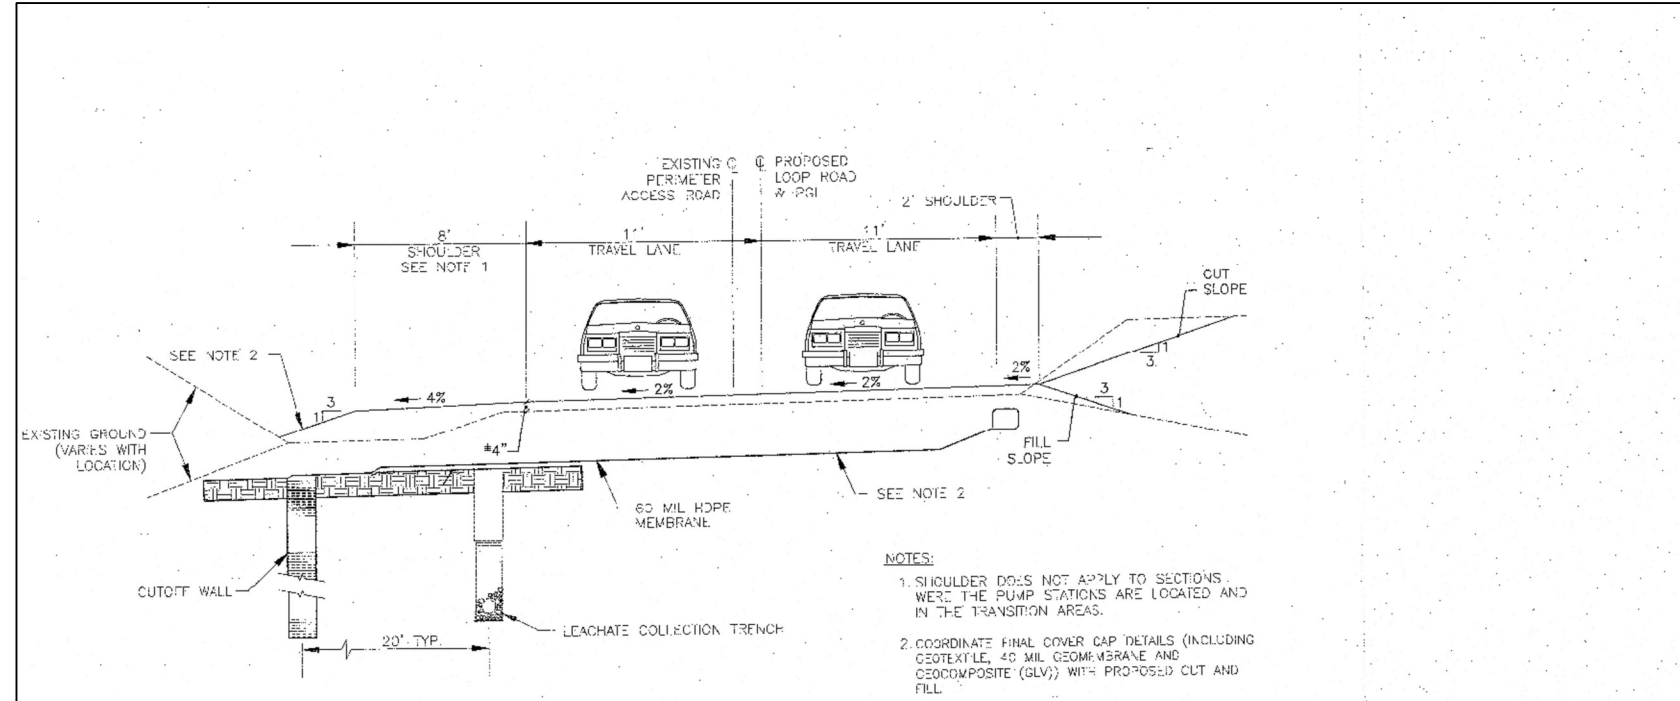 EXISTING ℄
PERIMETER
ACCESS ROAD
℄ PROPOSED
LOOP ROAD
& PGL
2' SHOULDER
8'
SHOULDER
SEE NOTE 1
11'
TRAVEL LANE
11'
TRAVEL LANE
CUT
SLOPE
SEE NOTE 2
3
1
4%
2%
2%
2%
3
1
3
1
EXISTING GROUND
(VARIES WITH
LOCATION)
±4"
FILL
SLOPE
SEE NOTE 2
60 MIL HDPE
MEMBRANE
CUTOFF WALL
LEACHATE COLLECTION TRENCH
20' TYP.
NOTES:
1. SHOULDER DOES NOT APPLY TO SECTIONS
WERE THE PUMP STATIONS ARE LOCATED AND
IN THE TRANSITION AREAS.
2. COORDINATE FINAL COVER CAP DETAILS (INCLUDING
GEOTEXTILE, 40 MIL GEOMEMBRANE AND
GEOCOMPOSITE (GLV)) WITH PROPOSED CUT AND
FILL